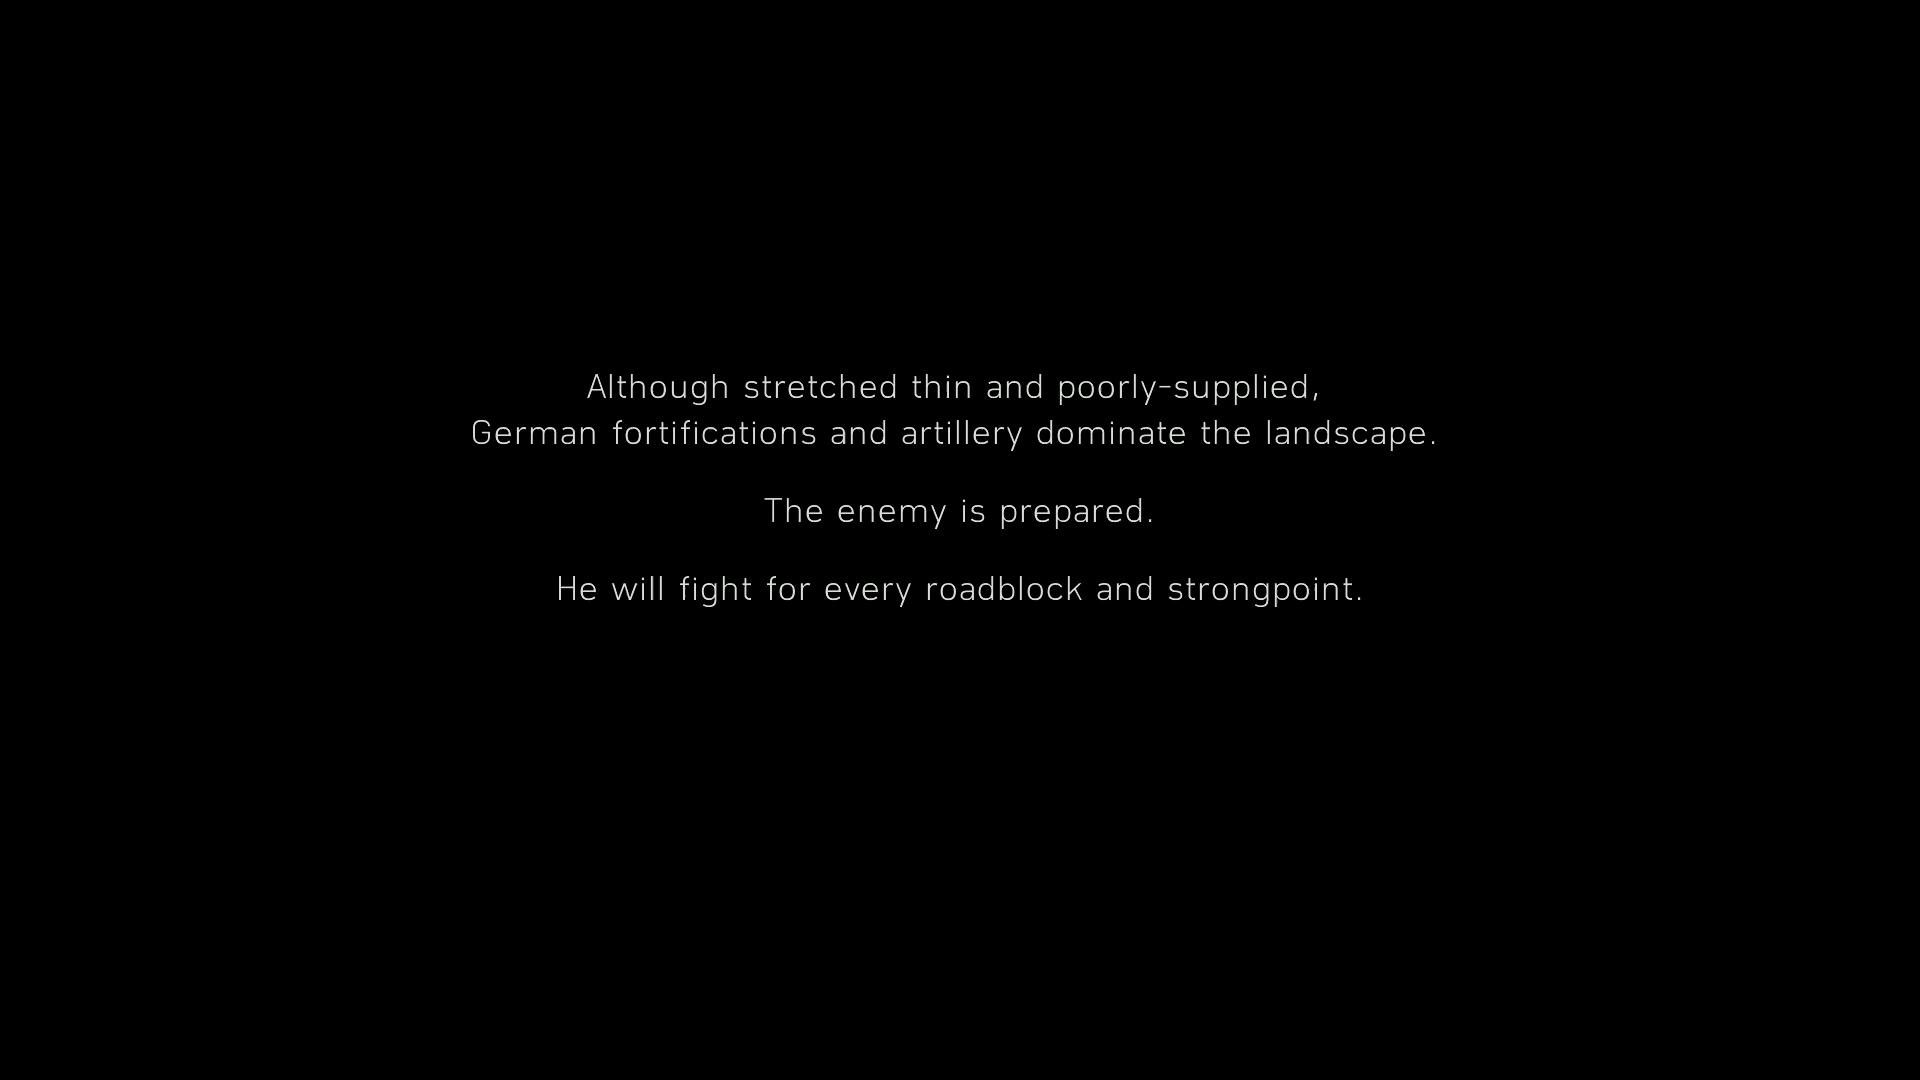 Although stretched thin and poorly-supplied,
German fortifications and artillery dominate the landscape.
The enemy is prepared.
He will fight for every roadblock and strongpoint.